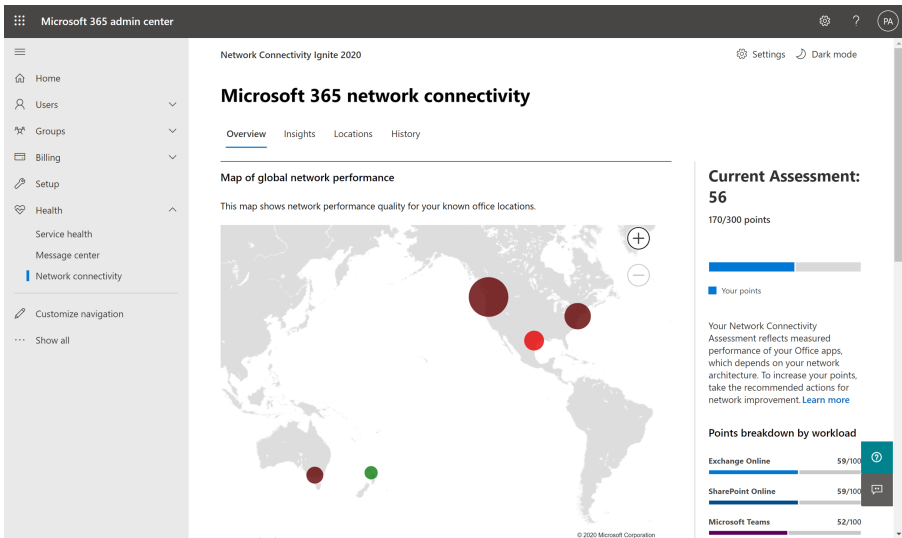 Microsoft 365 admin center
?
PA
Home
Users
Groups
Billing
Setup
Health
Service health
Message center
Network connectivity
Customize navigation
Show all
Network Connectivity Ignite 2020
Settings
Dark mode
Microsoft 365 network connectivity
Overview Insights Locations History
Map of global network performance
This map shows network performance quality for your known office locations.
© 2020 Microsoft Corporation
Current Assessment:
56
170/300 points
Your points
Your Network Connectivity
Assessment reflects measured
performance of your Office apps,
which depends on your network
architecture. To increase your points,
take the recommended actions for
network improvement. Learn more
Points breakdown by workload
Exchange Online 59/100
SharePoint Online 59/100
Microsoft Teams 52/100